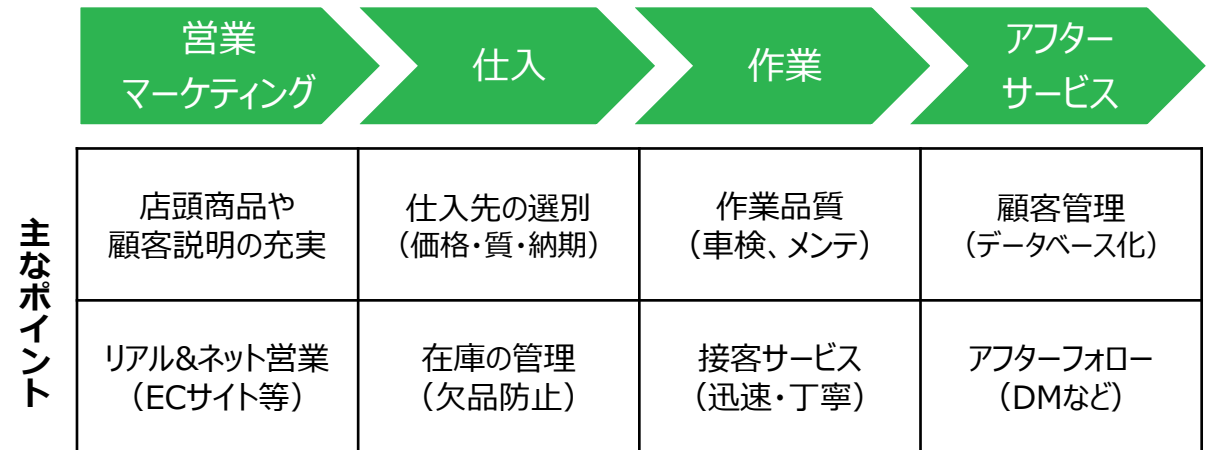 営業
マーケティング
仕入
作業
アフター
サービス
主なポイント
店頭商品や
顧客説明の充実
仕入先の選別
（価格・質・納期）
作業品質
（車検、メンテ）
顧客管理
（データベース化）
リアル&ネット営業
（ECサイト等）
在庫の管理
（欠品防止）
接客サービス
（迅速・丁寧）
アフターフォロー
（DMなど）